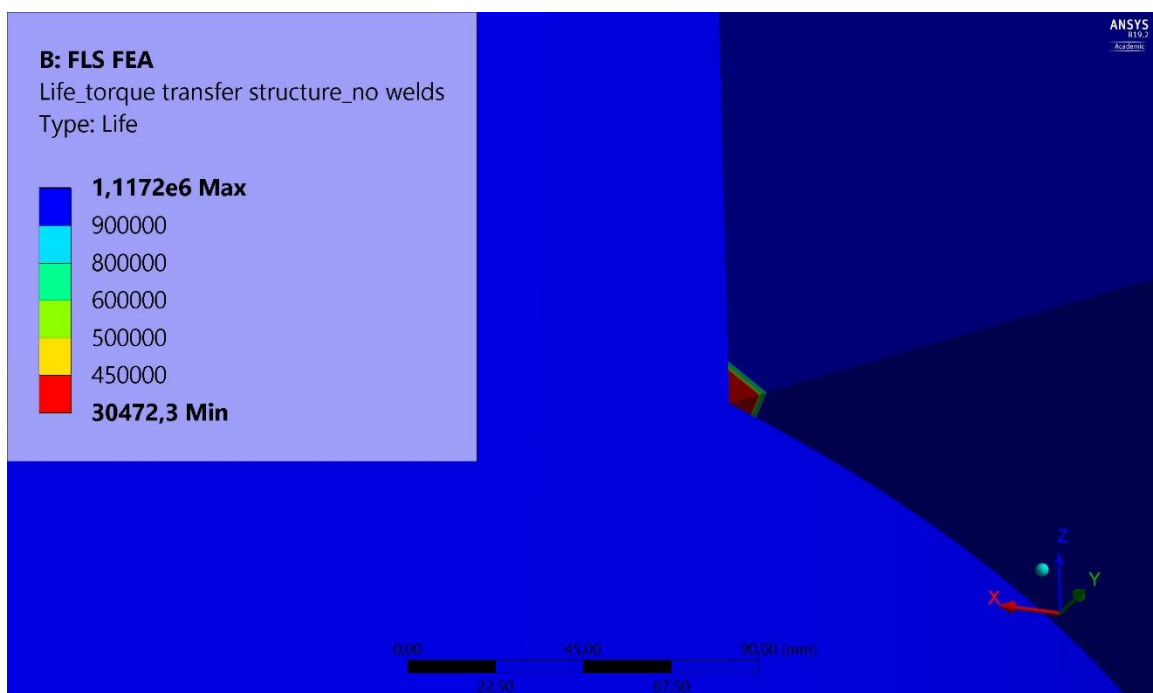 B: FLS FEA
Life_torque transfer structure_no welds
Type: Life
1,1172e6 Max
900000
800000
600000
500000
450000
30472,3 Min
ANSYS
R19.2
Academic
Z
Y
X
0,00 45,00 90,00 (mm)
22,50 67,50